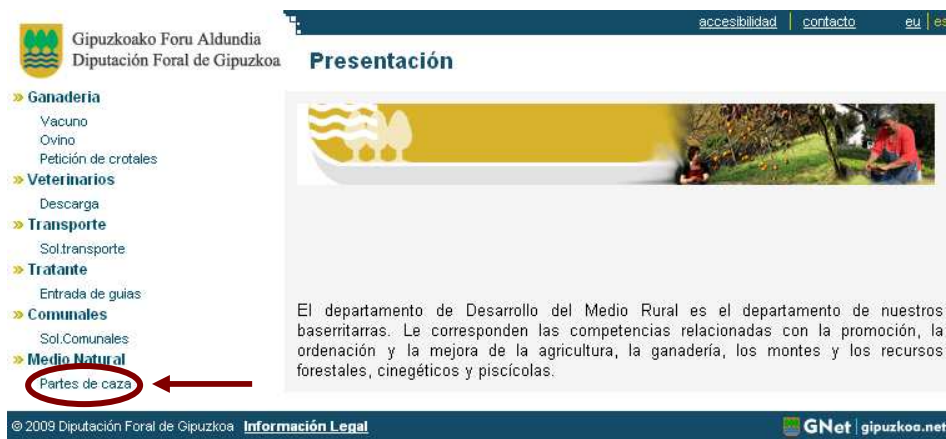 accesibilidad | contacto eu | es
Gipuzkoako Foru Aldundia
Diputación Foral de Gipuzkoa
Presentación
» Ganadería
Vacuno
Ovino
Petición de crotales
» Veterinarios
Descarga
» Transporte
Sol.transporte
» Tratante
Entrada de guias
» Comunales
Sol.Comunales
» Medio Natural
Partes de caza
El departamento de Desarrollo del Medio Rural es el departamento de nuestros
baserritarras. Le corresponden las competencias relacionadas con la promoción, la
ordenación y la mejora de la agricultura, la ganadería, los montes y los recursos
forestales, cinegéticos y piscícolas.
© 2009 Diputación Foral de Gipuzkoa Información Legal
GNet | gipuzkoa.net